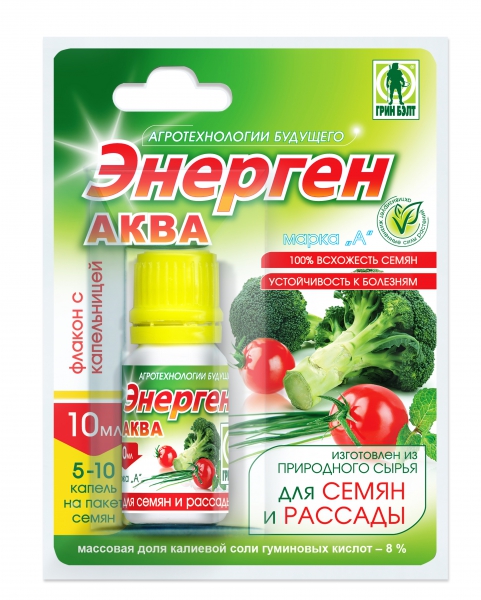 ГРИН БЭЛТ
АГРОТЕХНОЛОГИИ БУДУЩЕГО
Энерген
АКВА
марка „А“
100% ВСХОЖЕСТЬ СЕМЯН
УСТОЙЧИВОСТЬ К БОЛЕЗНЯМ
флакон с
капельницей
10 МЛ
5-10
капель
на пакет
семян
АГРОТЕХНОЛОГИИ БУДУЩЕГО
Энерген
АКВА
„А“
для семян и рассады
ИЗГОТОВЛЕН ИЗ
ПРИРОДНОГО СЫРЬЯ
для СЕМЯН
и РАССАДЫ
массовая доля калиевой соли гуминовых кислот – 8 %